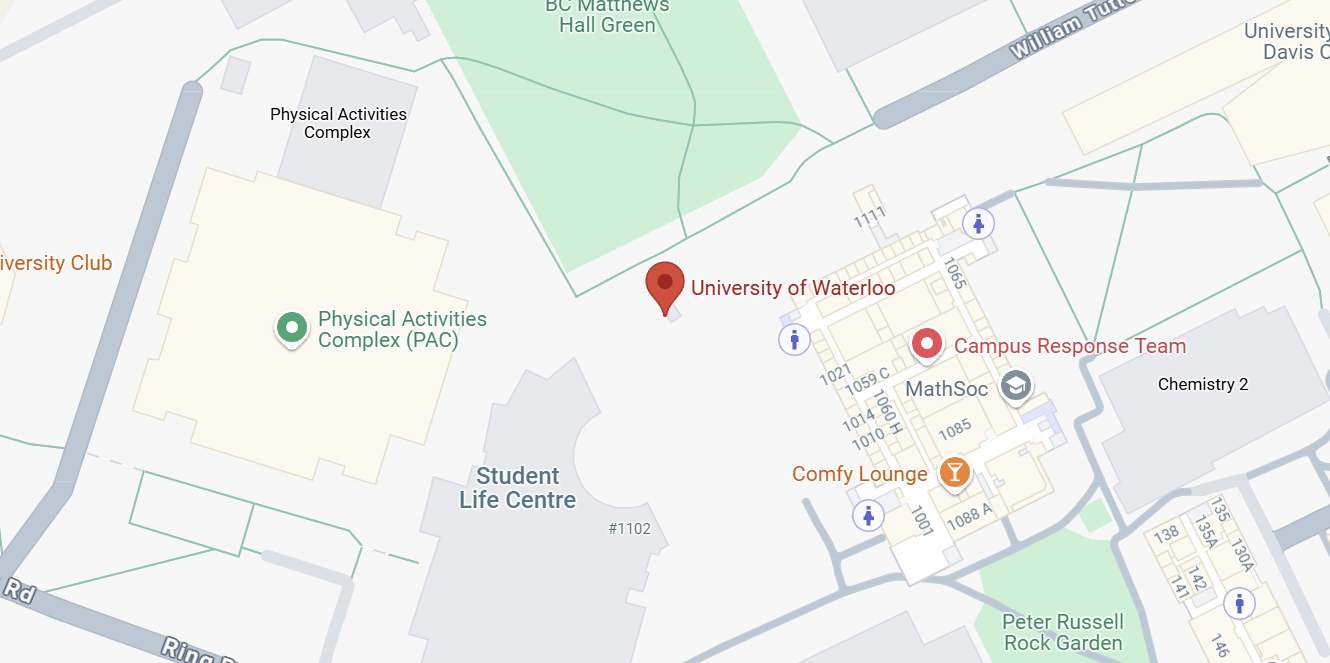 BC Matthews
Hall Green
William Tutte
University
Davis C
Physical Activities
Complex
1111
iversity Club
1065
University of Waterloo
Physical Activities
Complex (PAC)
Campus Response Team
1021
1059 C
MathSoc
Chemistry 2
1060 H
1014
1010
1085
Student
Life Centre
Comfy Lounge
#1102
1001
1088 A
138
135A
135
130A
142
141
Rd
Ring R
Peter Russell
Rock Garden
146